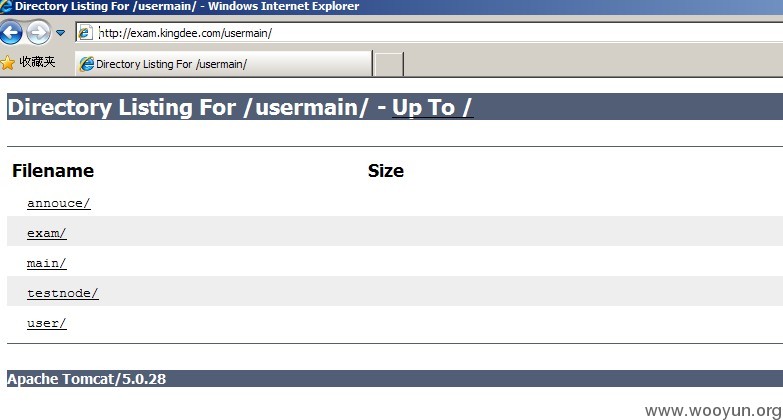 Directory Listing For /usermain/ - Windows Internet Explorer
http://exam.kingdee.com/usermain/
收藏夹
Directory Listing For /usermain/
Directory Listing For /usermain/ - Up To /
Filename Size
annouce/
exam/
main/
testnode/
user/
Apache Tomcat/5.0.28
www.wooyun.org